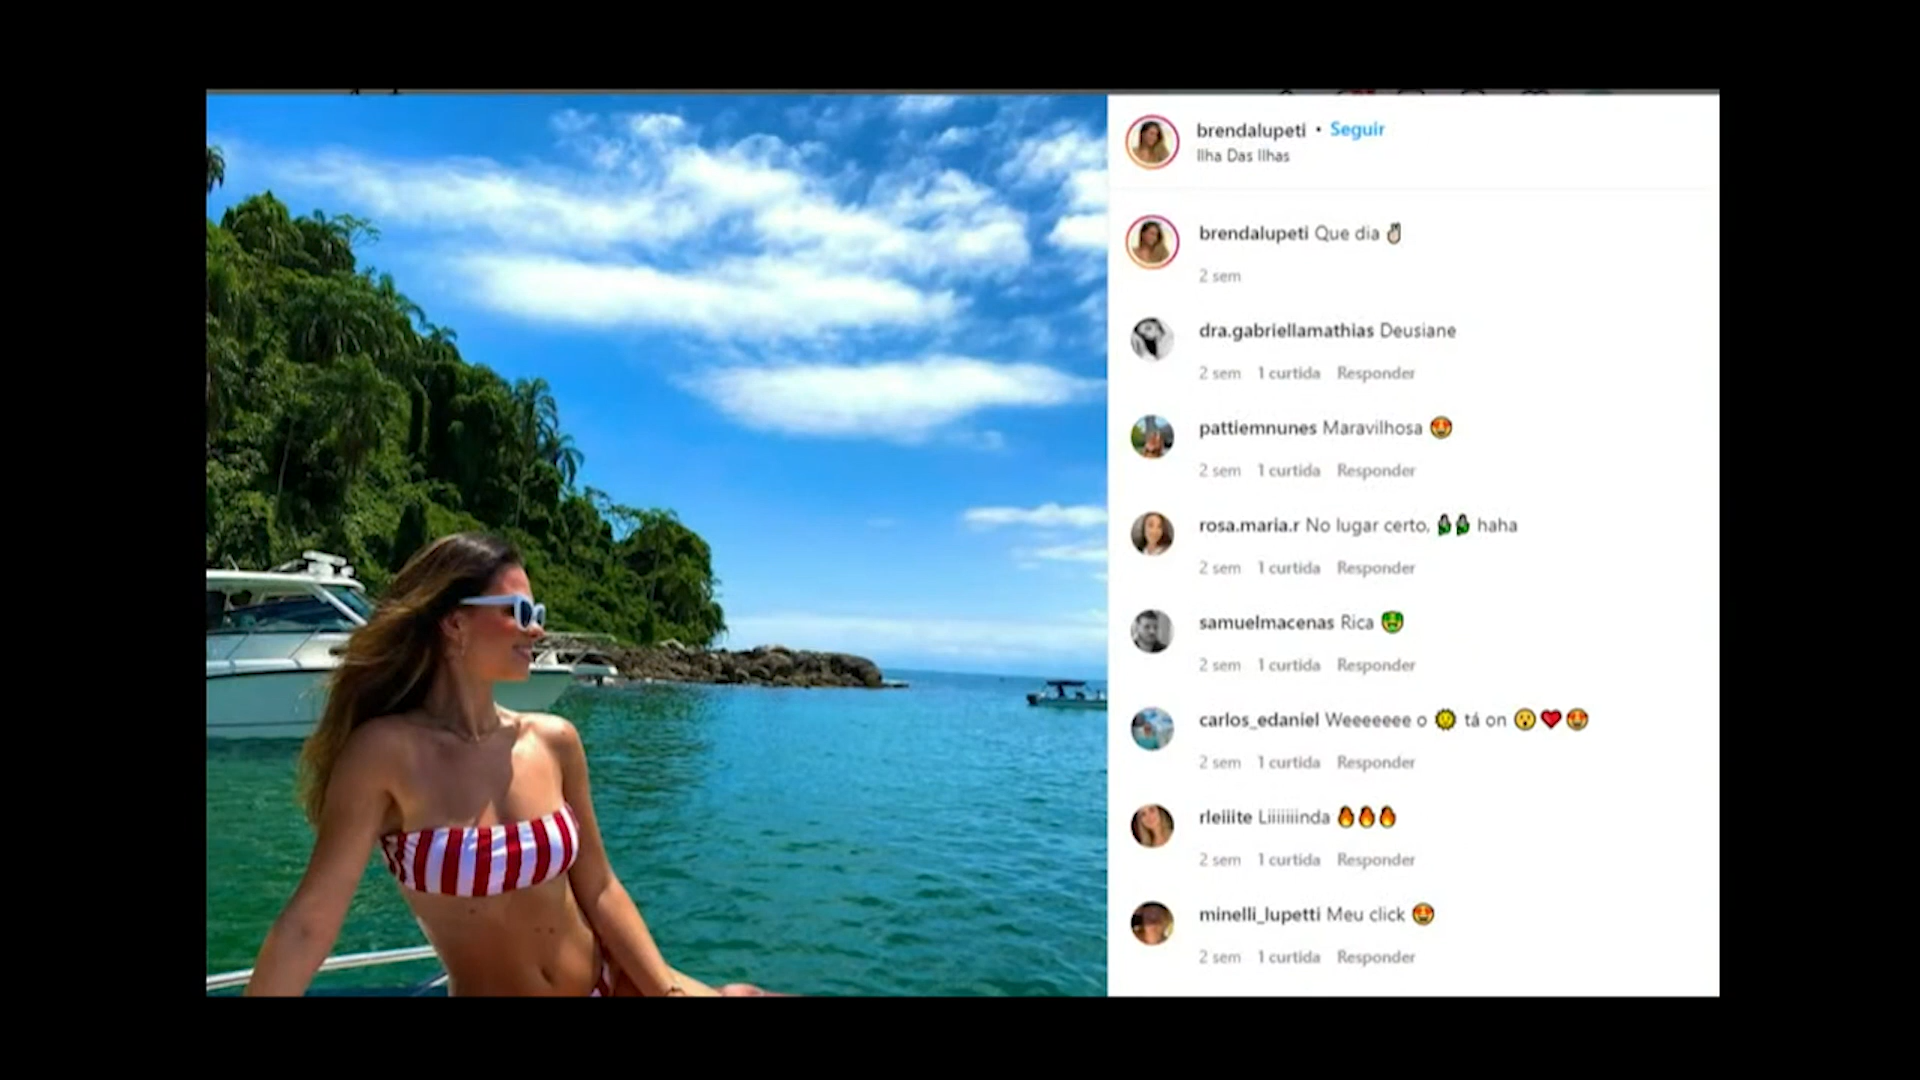 brendalupeti • Seguir
Ilha Das Ilhas
brendalupeti Que dia ✌🏻
2 sem
dra.gabriellamathias Deusiane
2 sem 1 curtida Responder
pattiemnunes Maravilhosa 🤩
2 sem 1 curtida Responder
rosa.maria.r No lugar certo, haha
2 sem 1 curtida Responder
samuelmacenas Rica 🤑
2 sem 1 curtida Responder
carlos_edaniel Weeeeeee o 🌞 tá on 😮❤️😍
2 sem 1 curtida Responder
rleiiite Liiiiiiinda 🔥🔥🔥
2 sem 1 curtida Responder
minelli_lupetti Meu click 😍
2 sem 1 curtida Responder